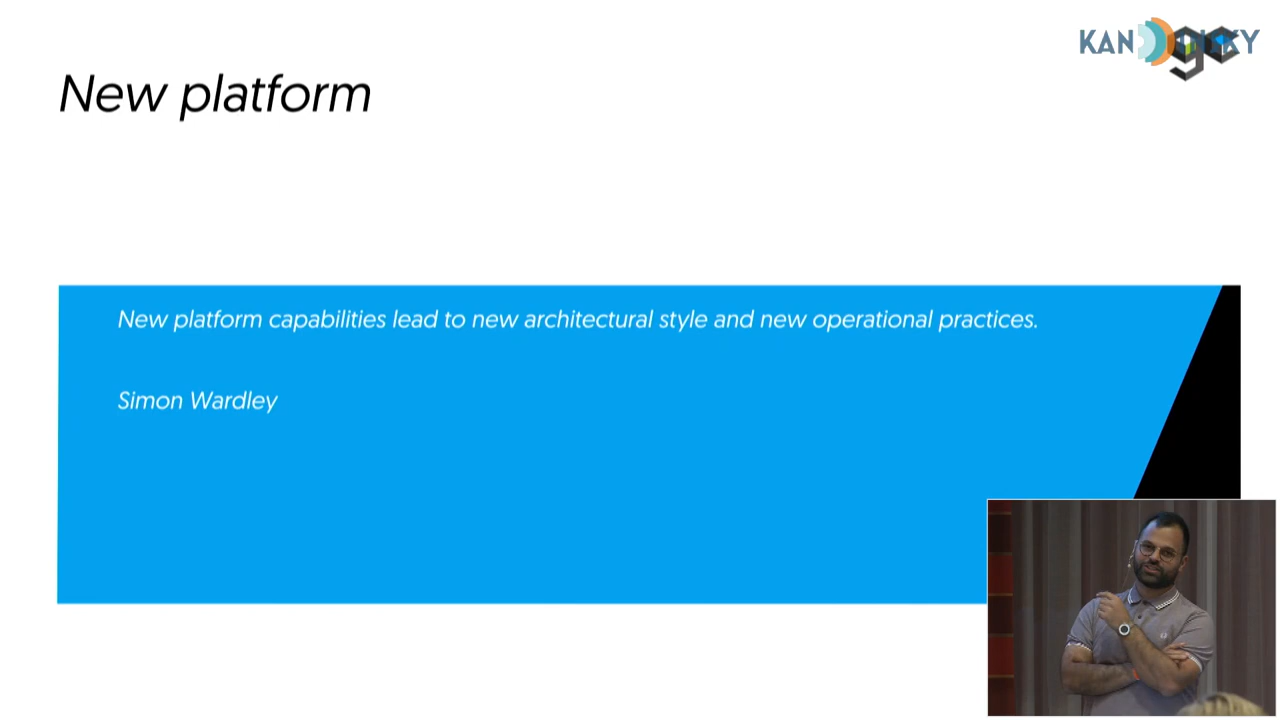 New platform
New platform capabilities lead to new architectural style and new operational practices.
Simon Wardley